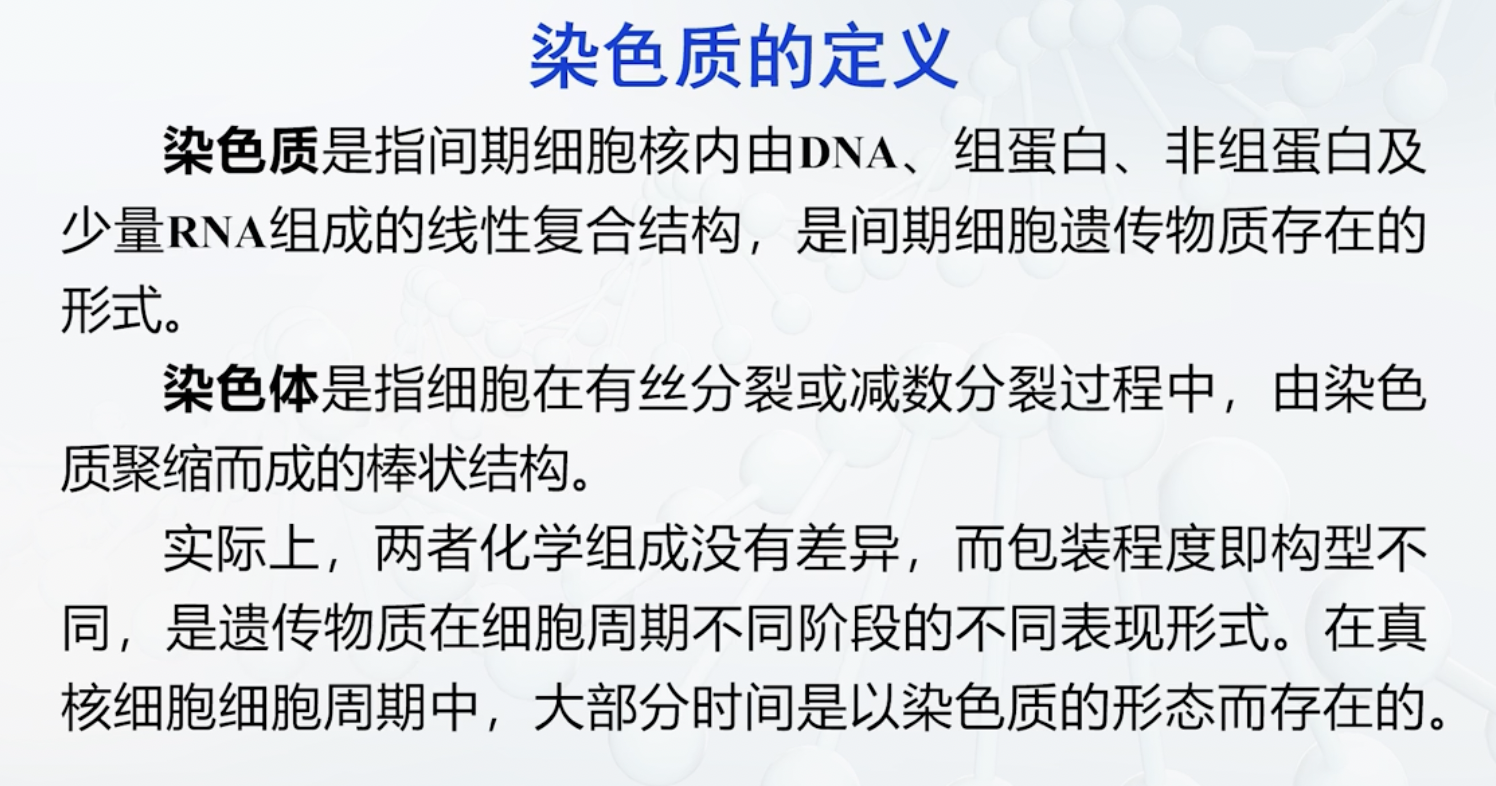 染色质的定义
染色质是指间期细胞核内由DNA、组蛋白、非组蛋白及
少量RNA组成的线性复合结构，是间期细胞遗传物质存在的
形式。
染色体是指细胞在有丝分裂或减数分裂过程中，由染色
质聚缩而成的棒状结构。
实际上，两者化学组成没有差异，而包装程度即构型不
同，是遗传物质在细胞周期不同阶段的不同表现形式。在真
核细胞细胞周期中，大部分时间是以染色质的形态而存在的。